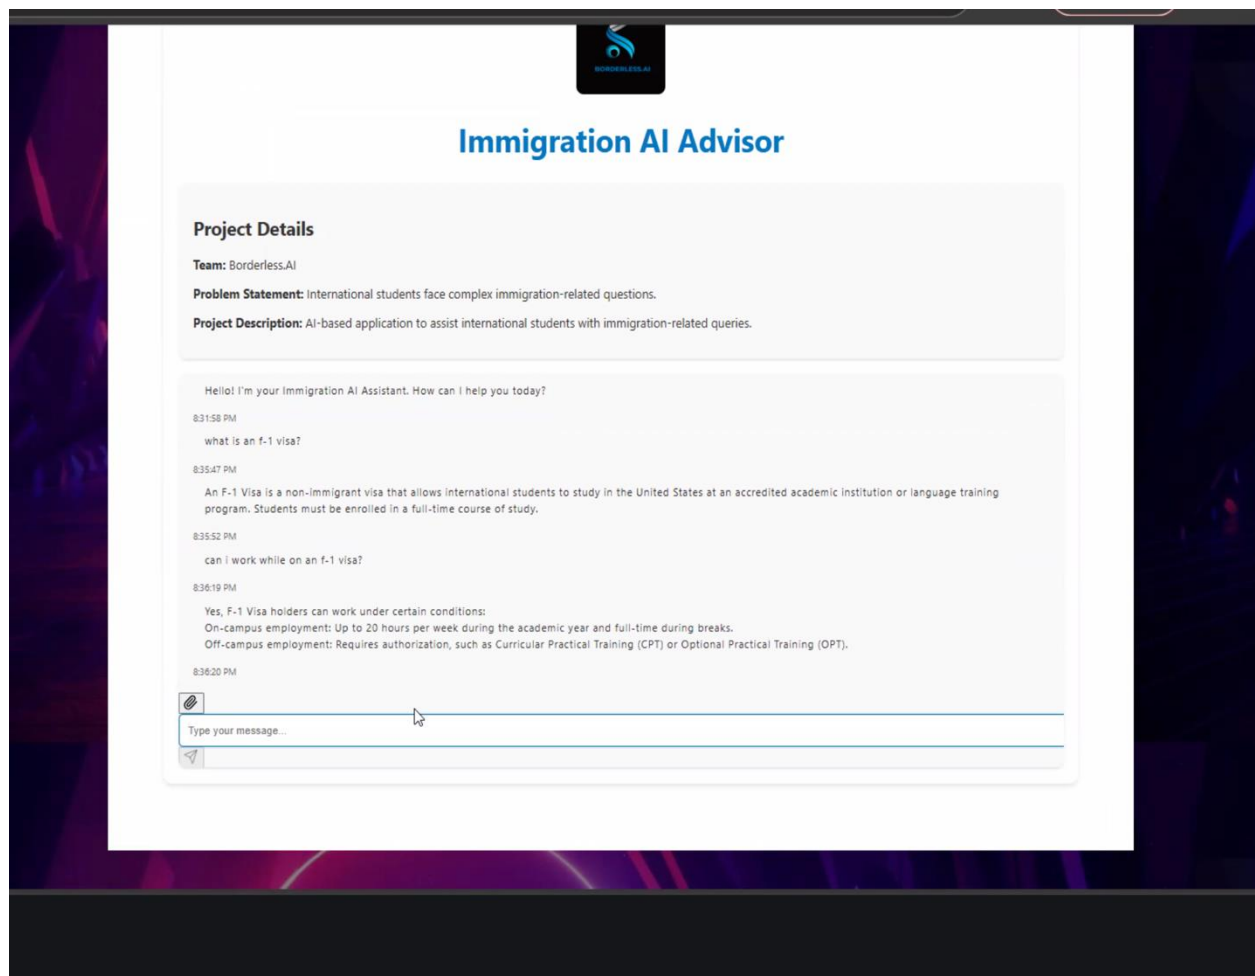 BORDERLESS.AI
Immigration AI Advisor
Project Details
Team: Borderless.AI
Problem Statement: International students face complex immigration-related questions.
Project Description: AI-based application to assist international students with immigration-related queries.
Hello! I'm your Immigration AI Assistant. How can I help you today?
8:31:58 PM
what is an f-1 visa?
8:35:47 PM
An F-1 Visa is a non-immigrant visa that allows international students to study in the United States at an accredited academic institution or language training
program. Students must be enrolled in a full-time course of study.
8:35:52 PM
can i work while on an f-1 visa?
8:36:19 PM
Yes, F-1 Visa holders can work under certain conditions:
On-campus employment: Up to 20 hours per week during the academic year and full-time during breaks.
Off-campus employment: Requires authorization, such as Curricular Practical Training (CPT) or Optional Practical Training (OPT).
8:36:20 PM
Type your message...